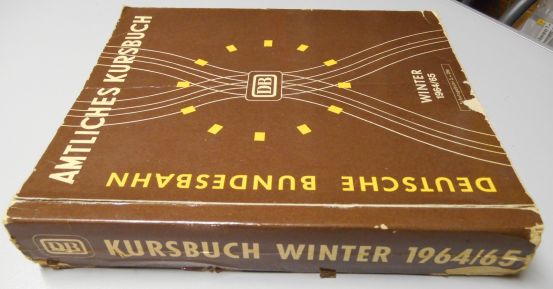 AMTLICHES KURSBUCH
DB
WINTER
1964/65
DEUTSCHE BUNDESBAHN
DB KURSBUCH WINTER 1964/65